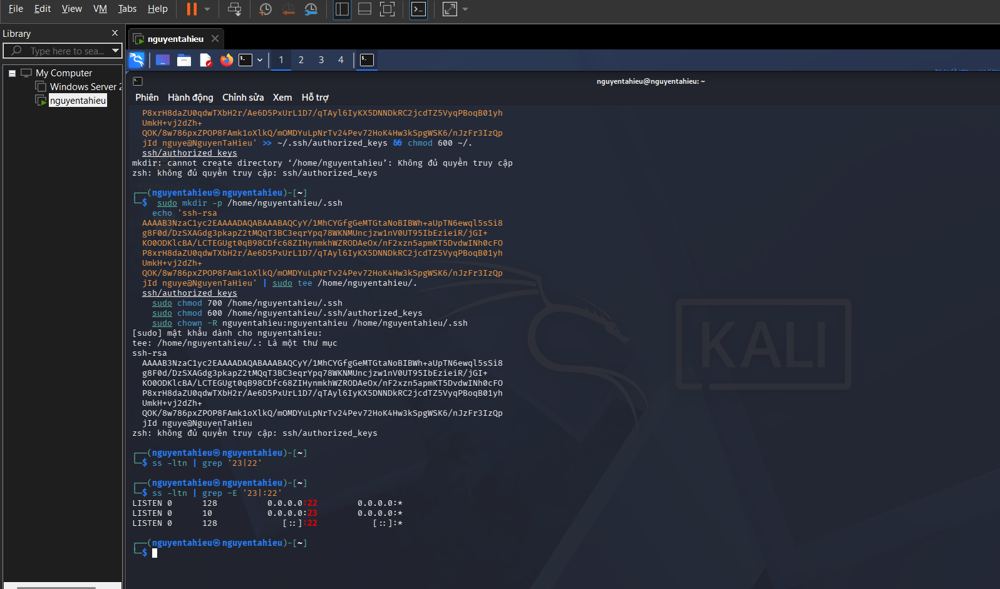 File Edit View VM Tabs Help
Library
nguyentahieu
Type here to sea...
1 2 3 4
My Computer
Windows Server 2
nguyentahieu
nguyentahieu@nguyentahieu: ~
Phiên Hành động Chỉnh sửa Xem Hỗ trợ
P8xrH8daZU0qdwTXbH2r/Ae6D5PxUrL1D7/qTAyl6IyKX5DNNDkRC2jcdTZ5VyqPBoqB01yh
UmkH+vj2dZh+
QOK/8w786pxZPOP8FAmk1oXlkQ/mOMDYuLpNrTv24Pev72HoK4Hw3kSpgWSK6/nJzFr3IzQp
jId nguye@NguyenTaHieu' >> ~/.ssh/authorized_keys && chmod 600 ~/.
ssh/authorized_keys
mkdir: cannot create directory ‘/home/nguyentahieu’: Không đủ quyền truy cập
zsh: không đủ quyền truy cập: ssh/authorized_keys
┌──(nguyentahieu㉿nguyentahieu)-[~]
└─$ sudo mkdir -p /home/nguyentahieu/.ssh
echo 'ssh-rsa
AAAAB3NzaC1yc2EAAAADAQABAAABAQCyY/1MhCYGfgGeMTGtaNoBIBWh+aUpTN6ewql5sSi8
g8F0d/DzSXAGdg3pkapZ2tMQqT3BC3eqrYpq78WKNMUncjzw1nV0UT95IbEzieiR/jGI+
KO0ODKlcBA/LCTEGUgt0qB98CDfc68ZIHynmkhWZRODAeOx/nF2xzn5apmKT5DvdwINh0cFO
P8xrH8daZU0qdwTXbH2r/Ae6D5PxUrL1D7/qTAyl6IyKX5DNNDkRC2jcdTZ5VyqPBoqB01yh
UmkH+vj2dZh+
QOK/8w786pxZPOP8FAmk1oXlkQ/mOMDYuLpNrTv24Pev72HoK4Hw3kSpgWSK6/nJzFr3IzQp
jId nguye@NguyenTaHieu' | sudo tee /home/nguyentahieu/.
ssh/authorized_keys
sudo chmod 700 /home/nguyentahieu/.ssh
sudo chmod 600 /home/nguyentahieu/.ssh/authorized_keys
sudo chown -R nguyentahieu:nguyentahieu /home/nguyentahieu/.ssh
[sudo] mật khẩu dành cho nguyentahieu:
tee: /home/nguyentahieu/.: Là một thư mục
ssh-rsa
AAAAB3NzaC1yc2EAAAADAQABAAABAQCyY/1MhCYGfgGeMTGtaNoBIBWh+aUpTN6ewql5sSi8
g8F0d/DzSXAGdg3pkapZ2tMQqT3BC3eqrYpq78WKNMUncjzw1nV0UT95IbEzieiR/jGI+
KO0ODKlcBA/LCTEGUgt0qB98CDfc68ZIHynmkhWZRODAeOx/nF2xzn5apmKT5DvdwINh0cFO
P8xrH8daZU0qdwTXbH2r/Ae6D5PxUrL1D7/qTAyl6IyKX5DNNDkRC2jcdTZ5VyqPBoqB01yh
UmkH+vj2dZh+
QOK/8w786pxZPOP8FAmk1oXlkQ/mOMDYuLpNrTv24Pev72HoK4Hw3kSpgWSK6/nJzFr3IzQp
jId nguye@NguyenTaHieu
zsh: không đủ quyền truy cập: ssh/authorized_keys
┌──(nguyentahieu㉿nguyentahieu)-[~]
└─$ ss -ltn | grep '23|22'
┌──(nguyentahieu㉿nguyentahieu)-[~]
└─$ ss -ltn | grep -E '23|:22'
LISTEN 0 128 0.0.0.0:22 0.0.0.0:*
LISTEN 0 10 0.0.0.0:23 0.0.0.0:*
LISTEN 0 128 [::]:22 [::]:*
┌──(nguyentahieu㉿nguyentahieu)-[~]
└─$
KALI